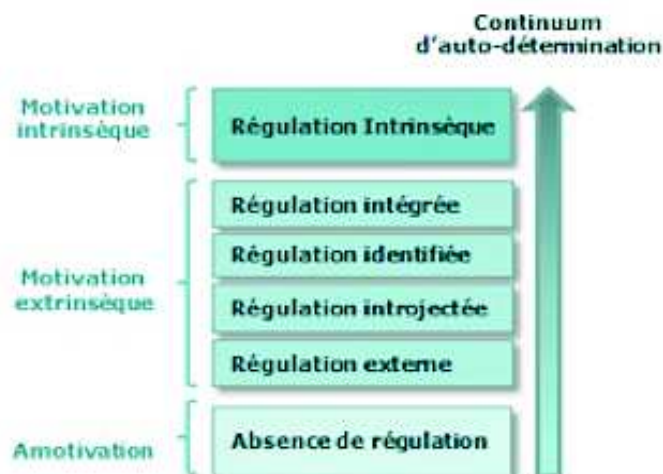 Continuum
d'auto-détermination
Motivation
intrinsèque
Régulation Intrinsèque
Régulation intégrée
Régulation identifiée
Motivation
extrinsèque
Régulation introjectée
Régulation externe
Amotivation
Absence de régulation